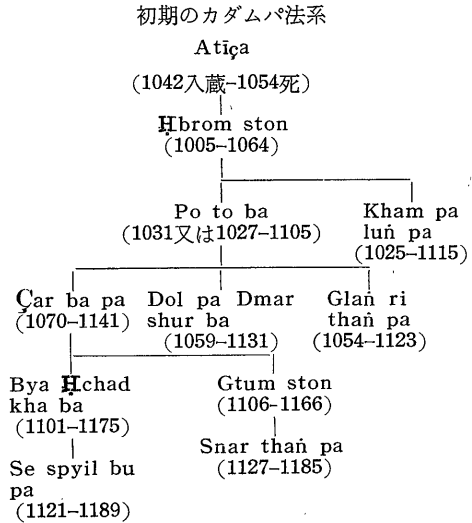 初期のカダムパ法系
Atīça
(1042入蔵–1054死)
Ḥbrom ston
(1005–1064)
Po to ba
(1031又は1027–1105)
Kham pa
luṅ pa
(1025–1115)
Çar ba pa
(1070–1141)
Dol pa Dmar
shur ba
(1059–1131)
Glaṅ ri
thaṅ pa
(1054–1123)
Bya Ḥchad
kha ba
(1101–1175)
Gtum ston
(1106–1166)
Snar thaṅ pa
(1127–1185)
Se spyil bu
pa
(1121–1189)